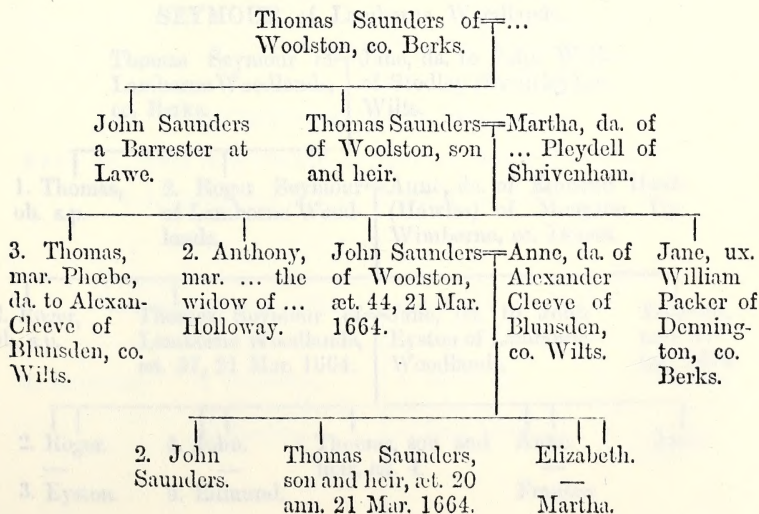 Thomas Saunders of=...
Woolston, co. Berks.
John Saunders
a Barrester at
Lawe.
Thomas Saunders=Martha, da. of
of Woolston, son
and heir.
... Pleydell of
Shrivenham.
3. Thomas,
mar. Phœbe,
da. to Alexan-
Cleeve of
Blunsden, co.
Wilts.
2. Anthony,
mar. ... the
widow of ...
Holloway.
John Saunders=Anne, da. of
of Woolston,
æt. 44, 21 Mar.
1664.
Alexander
Cleeve of
Blunsden,
co. Wilts.
Jane, ux.
William
Packer of
Denning-
ton, co.
Berks.
2. John
Saunders.
Thomas Saunders,
son and heir, æt. 20
ann. 21 Mar. 1664.
Elizabeth.
—
Martha.